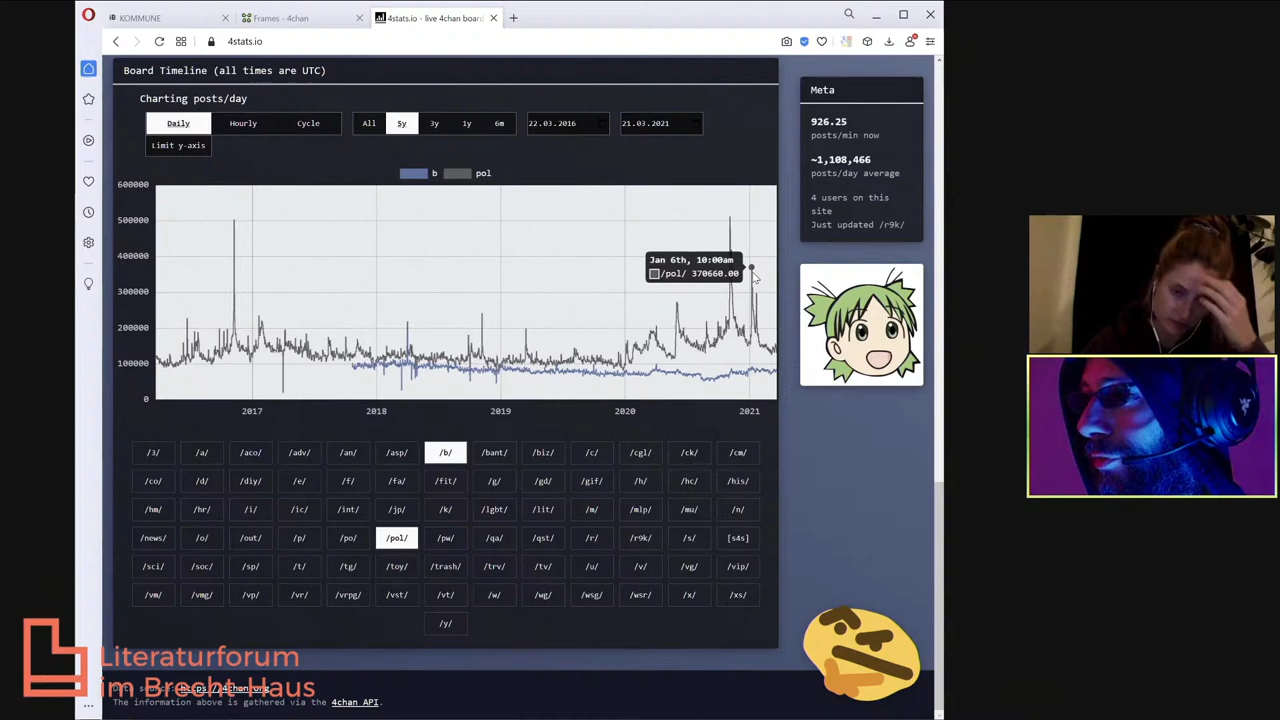 KOMMUNE
Frames - 4chan
4stats.io - live 4chan board
4stats.io
Board Timeline (all times are UTC)
Charting posts/day
Daily Hourly Cycle All 5y 3y 1y 6m 22.03.2016 21.03.2021
Limit y-axis
b pol
600000
500000
400000
300000
200000
100000
0
Jan 6th, 10:00am
/pol/ 370660.00
2017 2018 2019 2020 2021
/3/ /a/ /aco/ /adv/ /an/ /asp/ /b/ /bant/ /biz/ /c/ /cgl/ /ck/ /cm/
/co/ /d/ /diy/ /e/ /f/ /fa/ /fit/ /g/ /gd/ /gif/ /h/ /hc/ /his/
/hm/ /hr/ /i/ /ic/ /int/ /jp/ /k/ /lgbt/ /lit/ /m/ /mlp/ /mu/ /n/
/news/ /o/ /out/ /p/ /po/ /pol/ /pw/ /qa/ /qst/ /r/ /r9k/ /s/ [s4s]
/sci/ /soc/ /sp/ /t/ /tg/ /toy/ /trash/ /trv/ /tv/ /u/ /v/ /vg/ /vip/
/vm/ /vmg/ /vp/ /vr/ /vrpg/ /vst/ /vt/ /w/ /wg/ /wsg/ /wsr/ /x/ /xs/
/y/
Meta
926.25
posts/min now
~1,108,466
posts/day average
4 users on this
site
Just updated /r9k/
Literaturforum
im Brecht-Haus
The information above is gathered via the 4chan API.